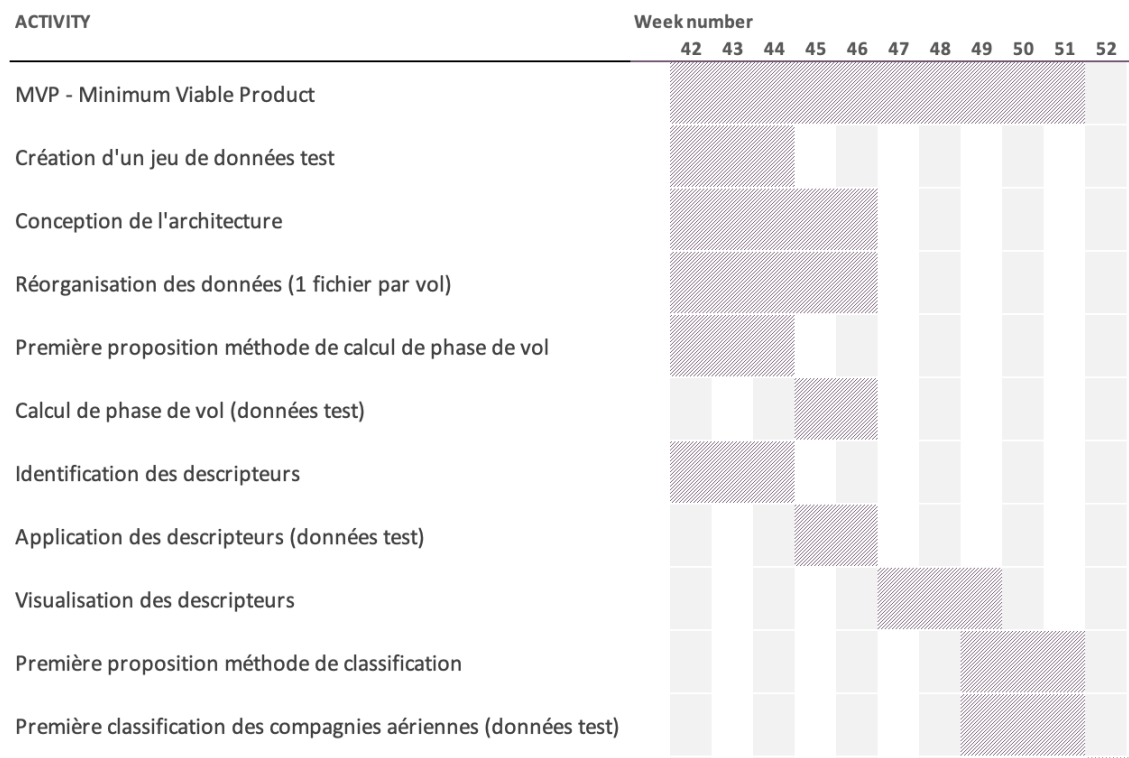 ACTIVITY Week number
42 43 44 45 46 47 48 49 50 51 52
MVP - Minimum Viable Product
Création d'un jeu de données test
Conception de l'architecture
Réorganisation des données (1 fichier par vol)
Première proposition méthode de calcul de phase de vol
Calcul de phase de vol (données test)
Identification des descripteurs
Application des descripteurs (données test)
Visualisation des descripteurs
Première proposition méthode de classification
Première classification des compagnies aériennes (données test)